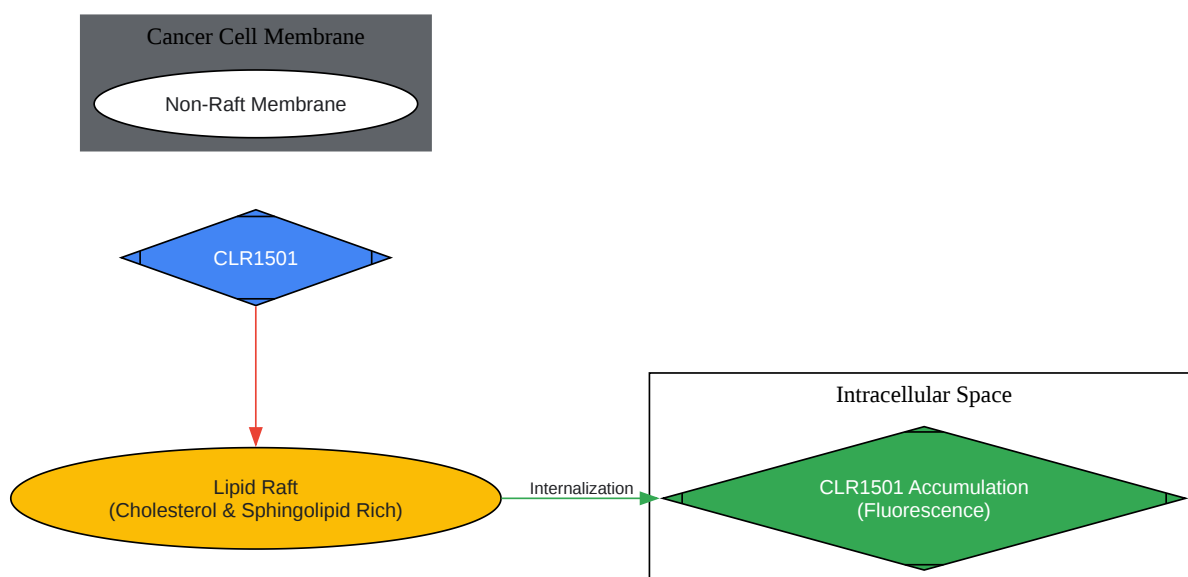 Cancer Cell Membrane
Non-Raft Membrane
CLR1501
Lipid Raft
(Cholesterol & Sphingolipid Rich)
Internalization
Intracellular Space
CLR1501 Accumulation
(Fluorescence)